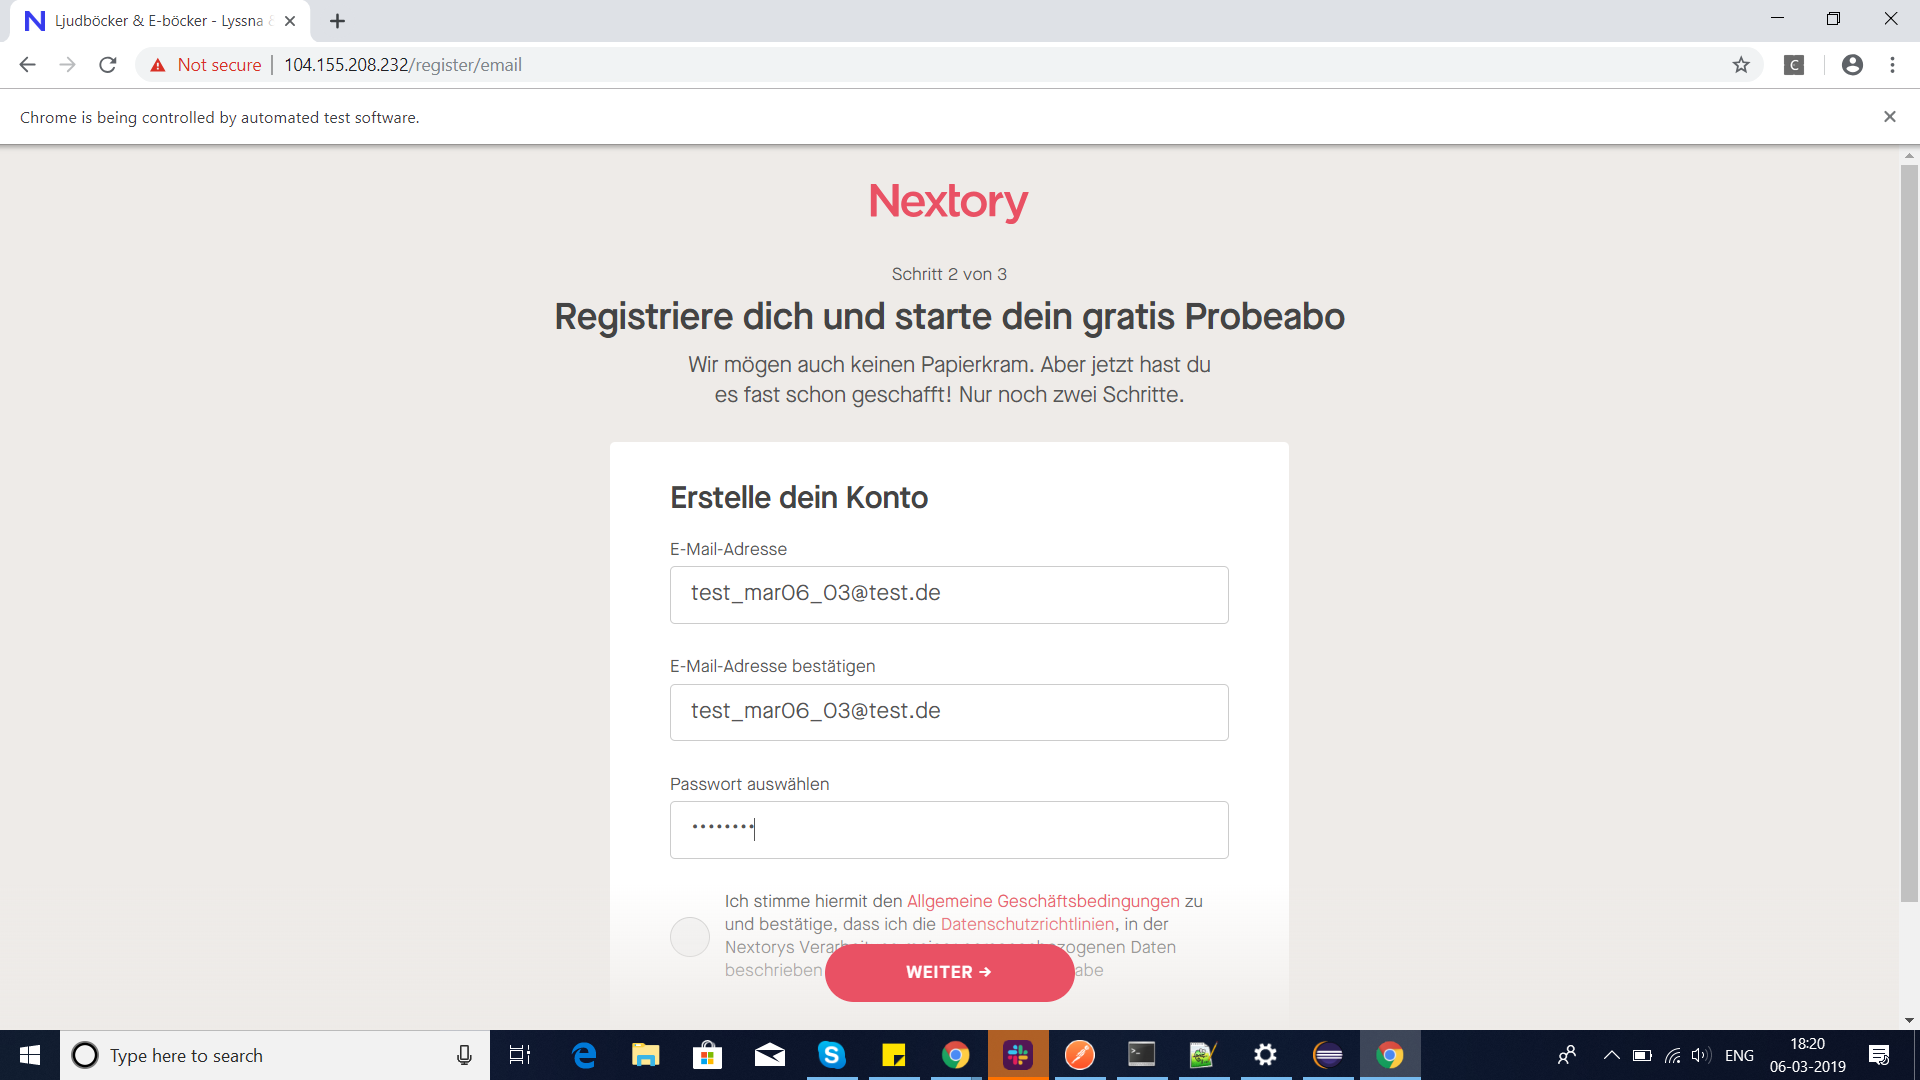 Ljudböcker & E-böcker - Lyssna
Not secure
104.155.208.232/register/email
C
Chrome is being controlled by automated test software.
Nextory
Schritt 2 von 3
Registriere dich und starte dein gratis Probeabo
Wir mögen auch keinen Papierkram. Aber jetzt hast du
es fast schon geschafft! Nur noch zwei Schritte.
Erstelle dein Konto
E-Mail-Adresse
test_mar06_03@test.de
E-Mail-Adresse bestätigen
test_mar06_03@test.de
Passwort auswählen
Ich stimme hiermit den Allgemeine Geschäftsbedingungen zu
und bestätige, dass ich die Datenschutzrichtlinien, in der
Nextorys ozogenen Daten
beschrieben abe
WEITER →
Type here to search
ENG
18:20
06-03-2019